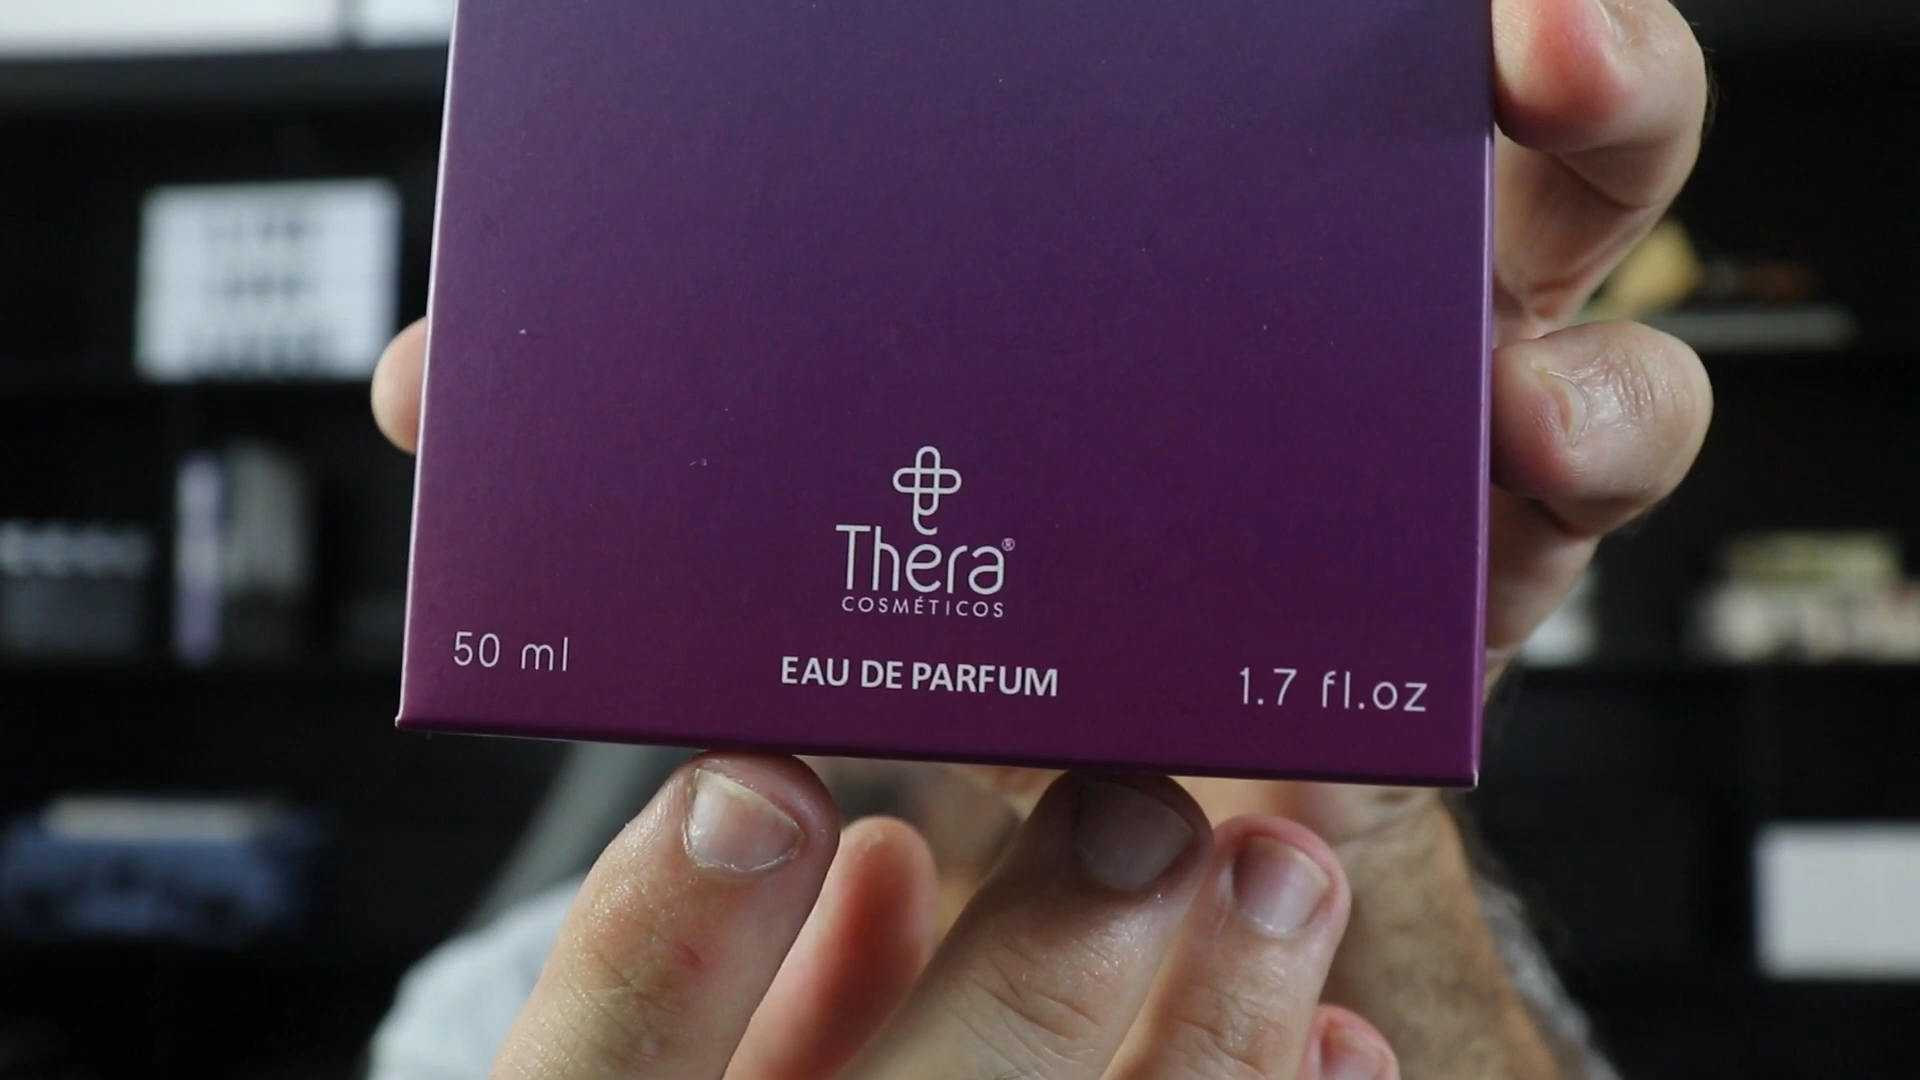 Thera®
COSMÉTICOS
50 ml
EAU DE PARFUM
1.7 fl.oz